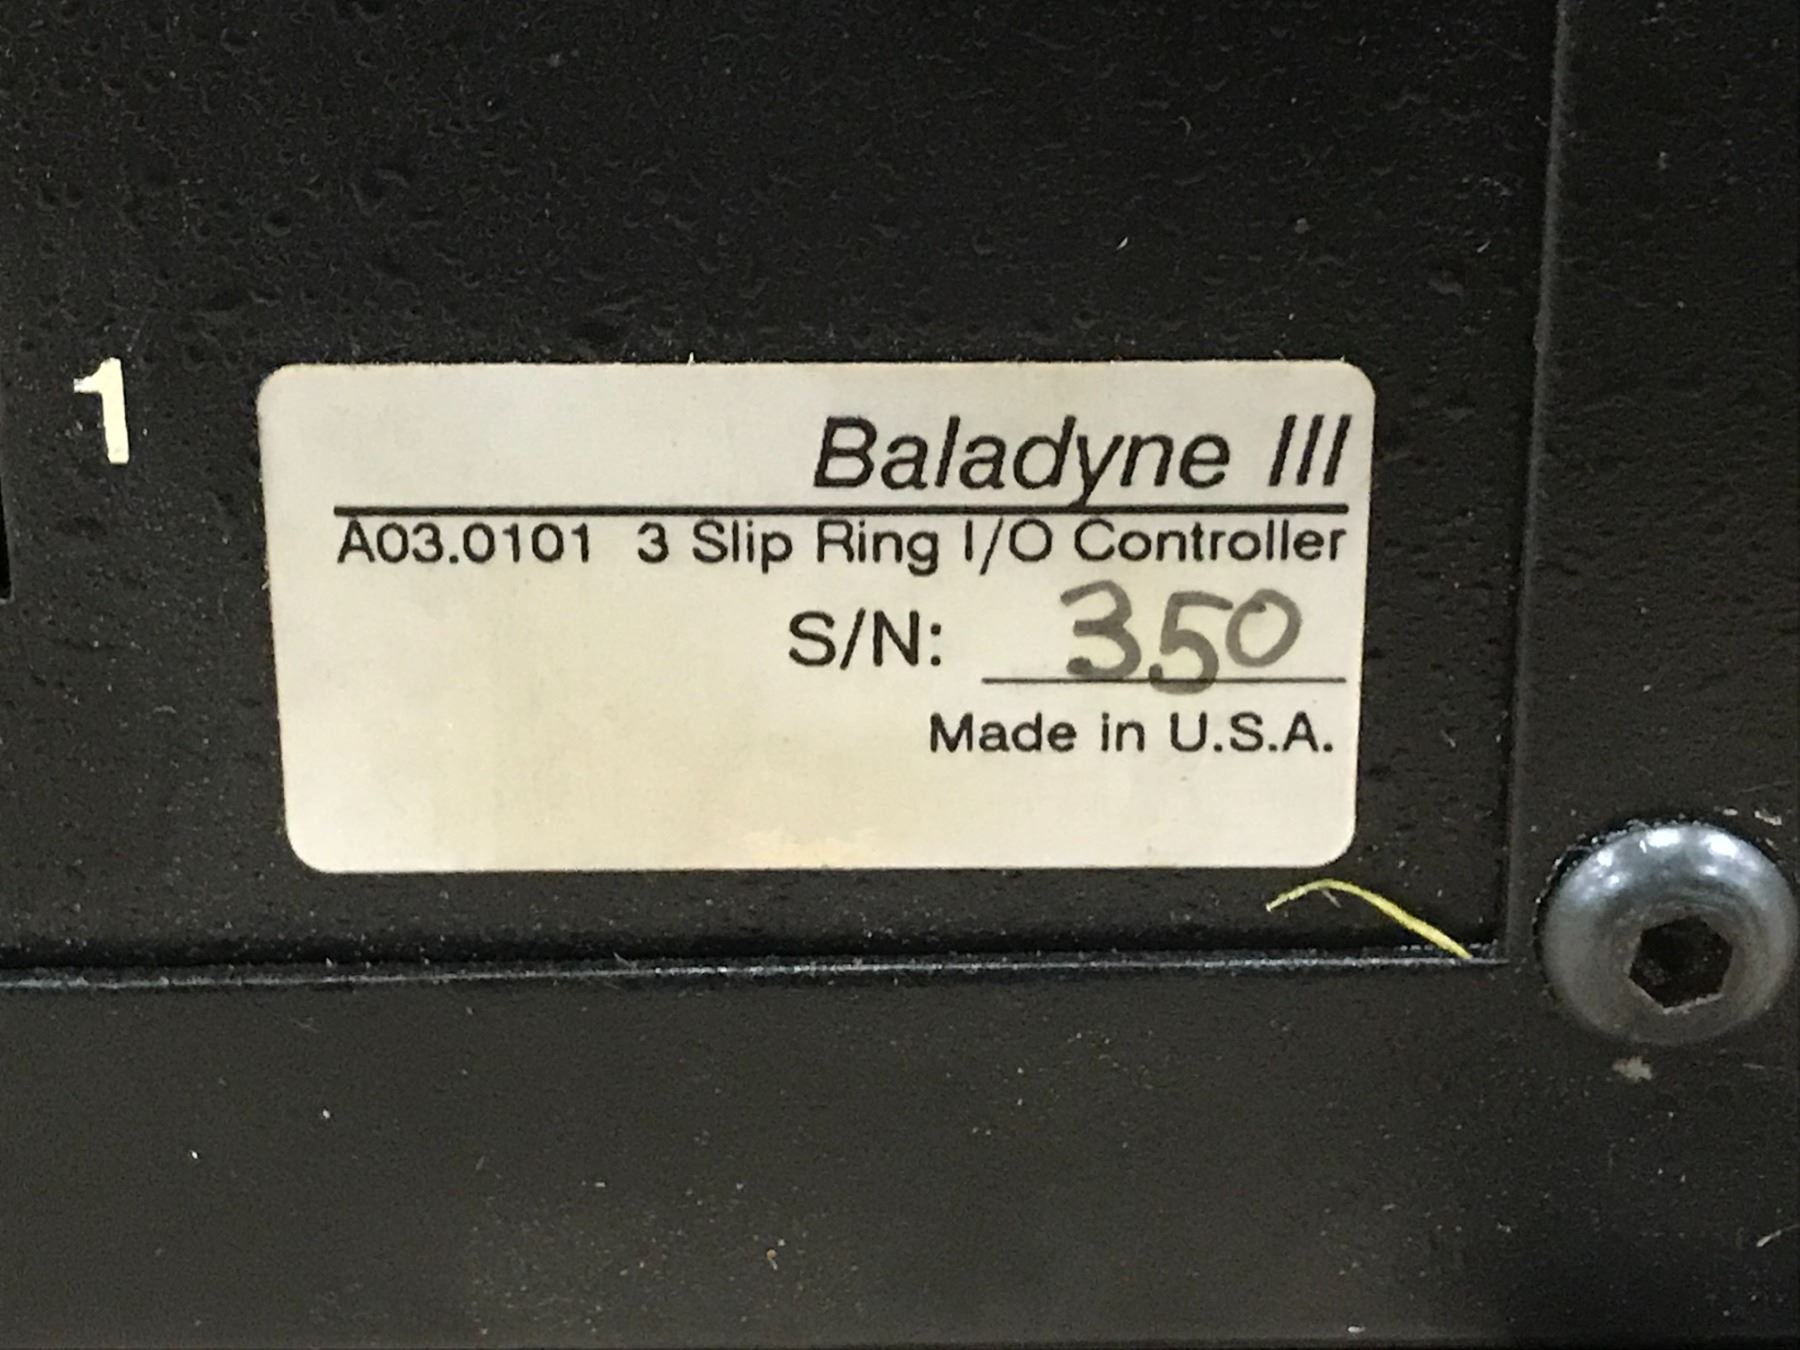 1
Baladyne III
A03.0101 3 Slip Ring I/O Controller
S/N: 350
Made in U.S.A.